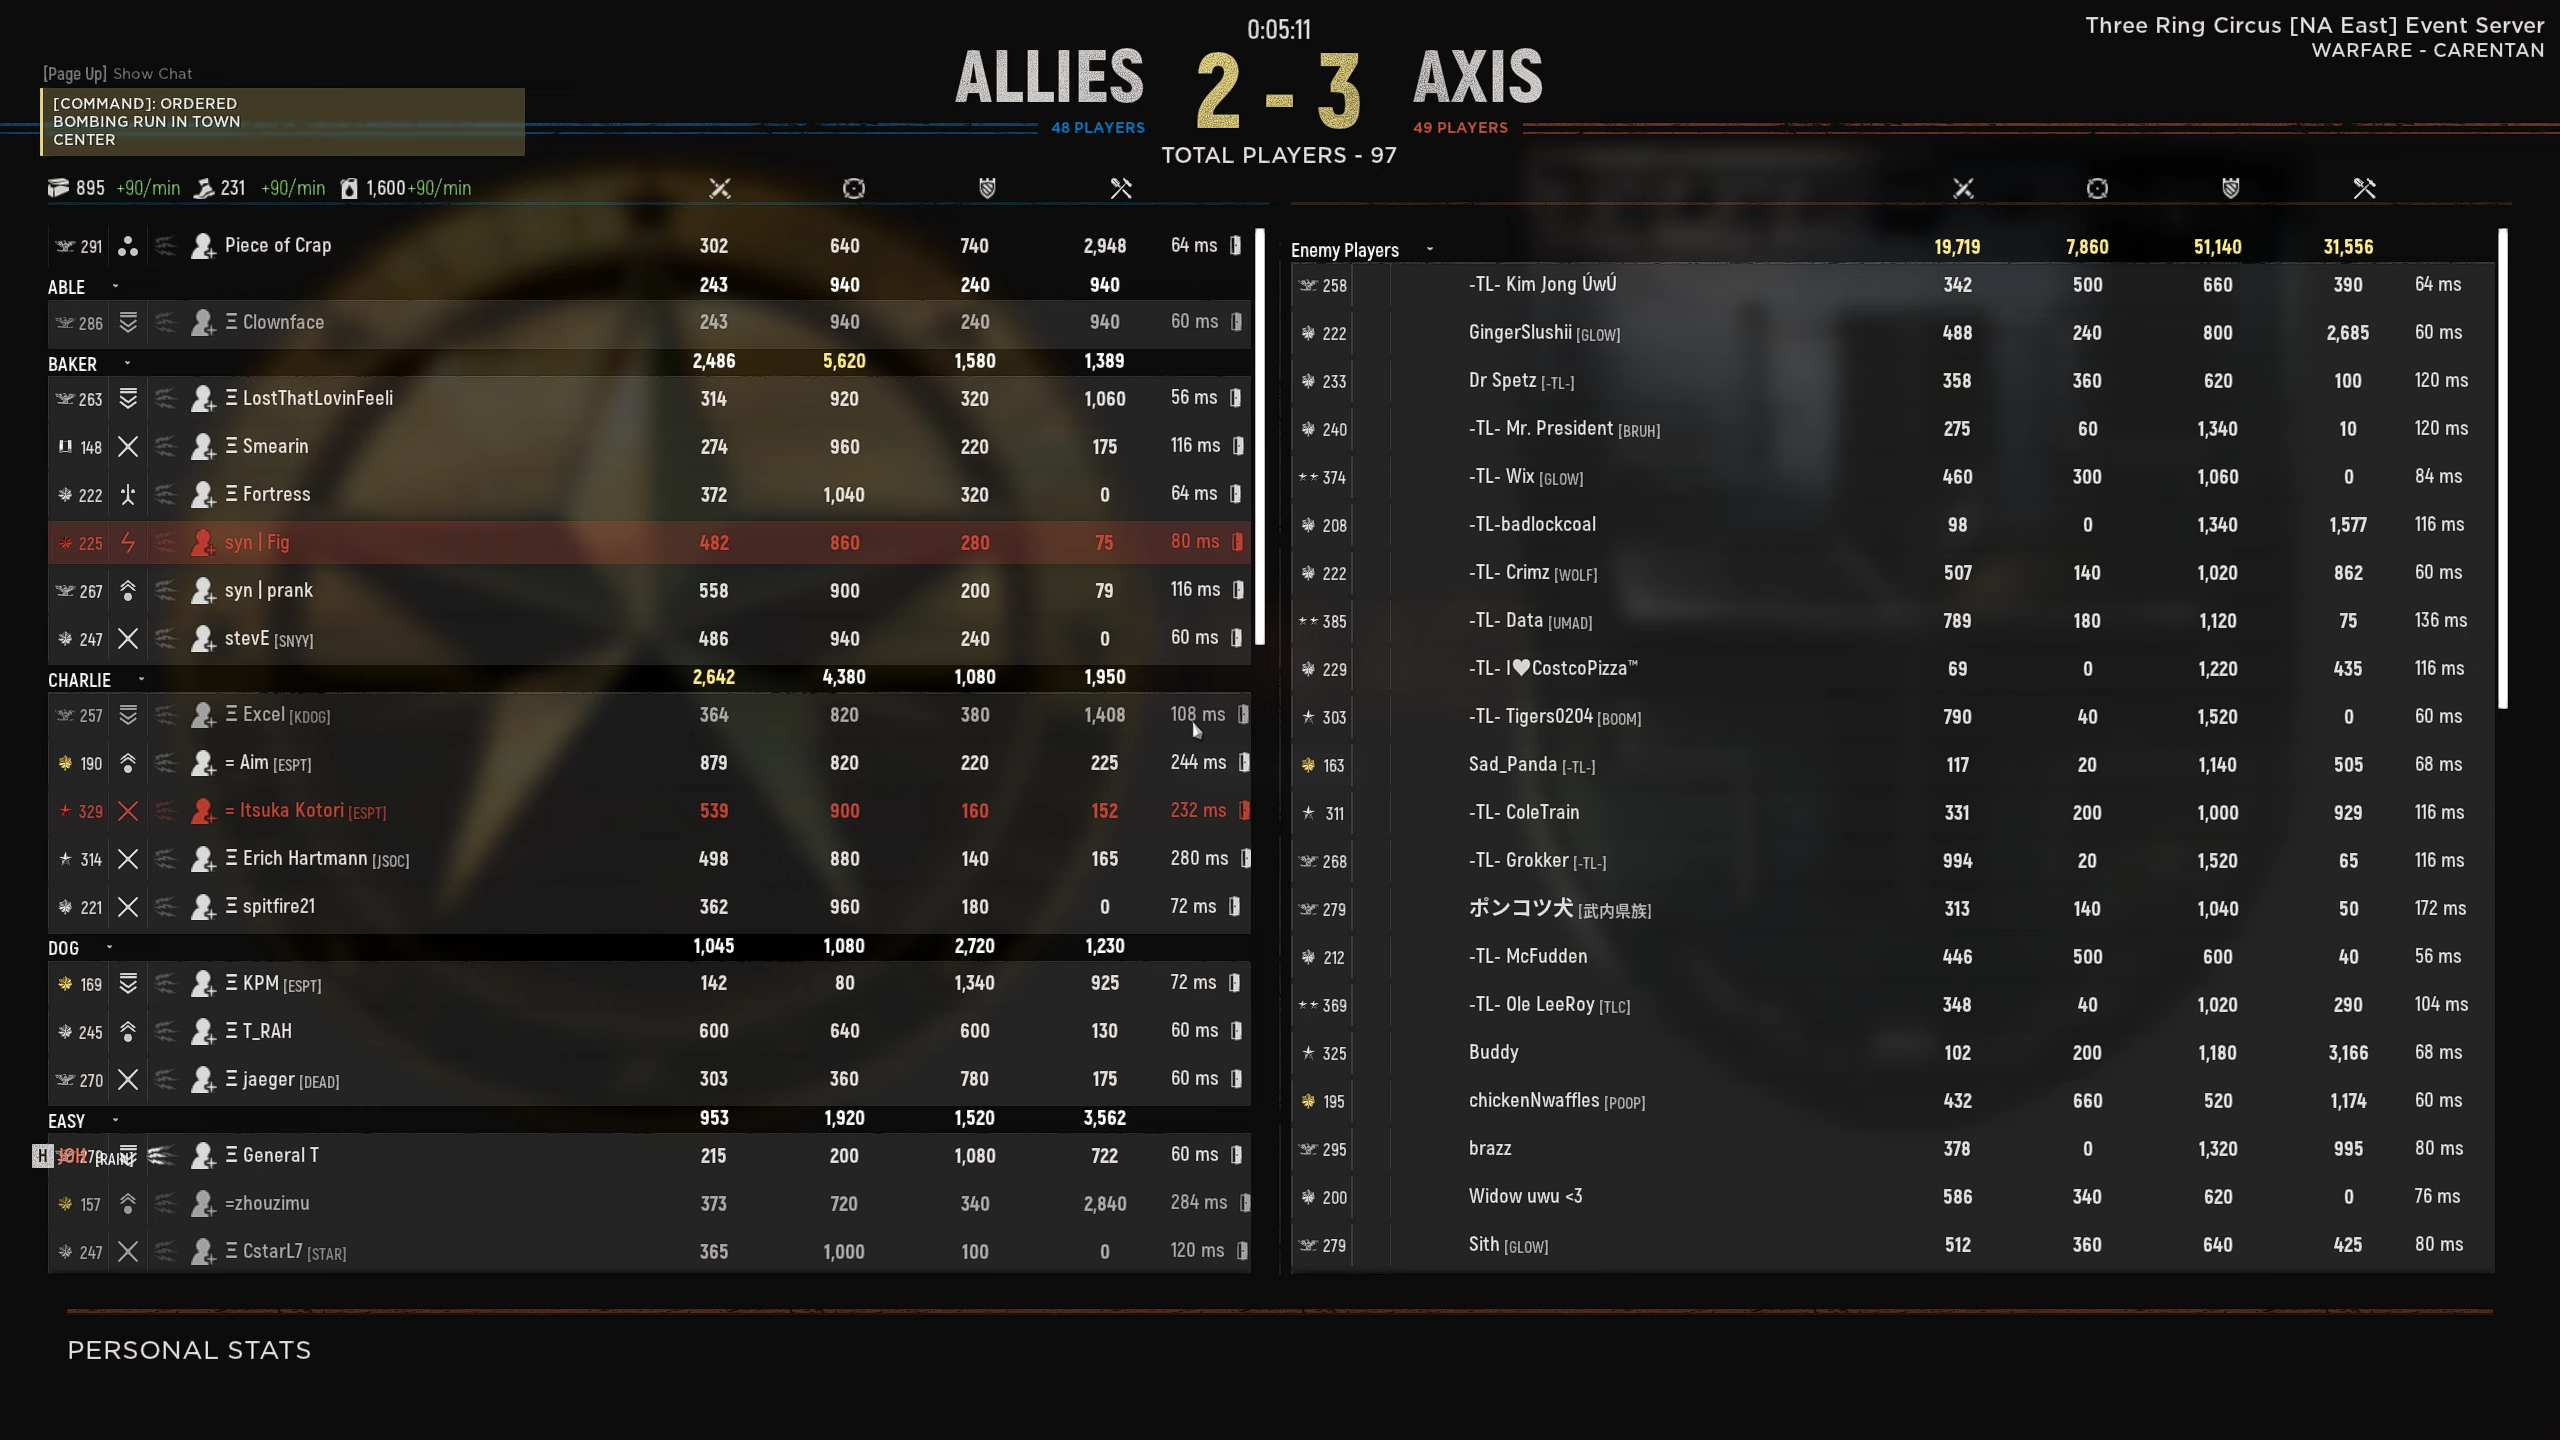 0:05:11
ALLIES 2 - 3 AXIS
48 PLAYERS 49 PLAYERS
TOTAL PLAYERS - 97
Three Ring Circus [NA East] Event Server
WARFARE - CARENTAN
[Page Up] Show Chat
[COMMAND]: ORDERED
BOMBING RUN IN TOWN
CENTER
895 +90/min 231 +90/min 1,600 +90/min
291 Piece of Crap 302 640 740 2,948 64 ms
ABLE 243 940 240 940
286 Ξ Clownface 243 940 240 940 60 ms
BAKER 2,486 5,620 1,580 1,389
263 Ξ LostThatLovinFeeli 314 920 320 1,060 56 ms
148 Ξ Smearin 274 960 220 175 116 ms
222 Ξ Fortress 372 1,040 320 0 64 ms
225 syn | Fig 482 860 280 75 80 ms
267 syn | prank 558 900 200 79 116 ms
247 stevE [SNYY] 486 940 240 0 60 ms
CHARLIE 2,642 4,380 1,080 1,950
257 Ξ Excel [KDOG] 364 820 380 1,408 108 ms
190 = Aim [ESPT] 879 820 220 225 244 ms
329 = Itsuka Kotori [ESPT] 539 900 160 152 232 ms
314 Ξ Erich Hartmann [JSOC] 498 880 140 165 280 ms
221 Ξ spitfire21 362 960 180 0 72 ms
DOG 1,045 1,080 2,720 1,230
169 Ξ KPM [ESPT] 142 80 1,340 925 72 ms
245 Ξ T_RAH 600 640 600 130 60 ms
270 Ξ jaeger [DEAD] 303 360 780 175 60 ms
EASY 953 1,920 1,520 3,562
H [RAIN] Ξ General T 215 200 1,080 722 60 ms
157 =zhouzimu 373 720 340 2,840 284 ms
247 Ξ CstarL7 [STAR] 365 1,000 100 0 120 ms
Enemy Players 19,719 7,860 51,140 31,556
258 -TL- Kim Jong ÚwÚ 342 500 660 390 64 ms
222 GingerSlushii [GLOW] 488 240 800 2,685 60 ms
233 Dr Spetz [-TL-] 358 360 620 100 120 ms
240 -TL- Mr. President [BRUH] 275 60 1,340 10 120 ms
374 -TL- Wix [GLOW] 460 300 1,060 0 84 ms
208 -TL-badlockcoal 98 0 1,340 1,577 116 ms
222 -TL- Crimz [WOLF] 507 140 1,020 862 60 ms
385 -TL- Data [UMAD] 789 180 1,120 75 136 ms
229 -TL- I♥CostcoPizza™ 69 0 1,220 435 116 ms
303 -TL- Tigers0204 [BOOM] 790 40 1,520 0 60 ms
163 Sad_Panda [-TL-] 117 20 1,140 505 68 ms
311 -TL- ColeTrain 331 200 1,000 929 116 ms
268 -TL- Grokker [-TL-] 994 20 1,520 65 116 ms
279 ポンコツ犬 [武内県族] 313 140 1,040 50 172 ms
212 -TL- McFudden 446 500 600 40 56 ms
369 -TL- Ole LeeRoy [TLC] 348 40 1,020 290 104 ms
325 Buddy 102 200 1,180 3,166 68 ms
195 chickenNwaffles [POOP] 432 660 520 1,174 60 ms
295 brazz 378 0 1,320 995 80 ms
200 Widow uwu <3 586 340 620 0 76 ms
279 Sith [GLOW] 512 360 640 425 80 ms
PERSONAL STATS